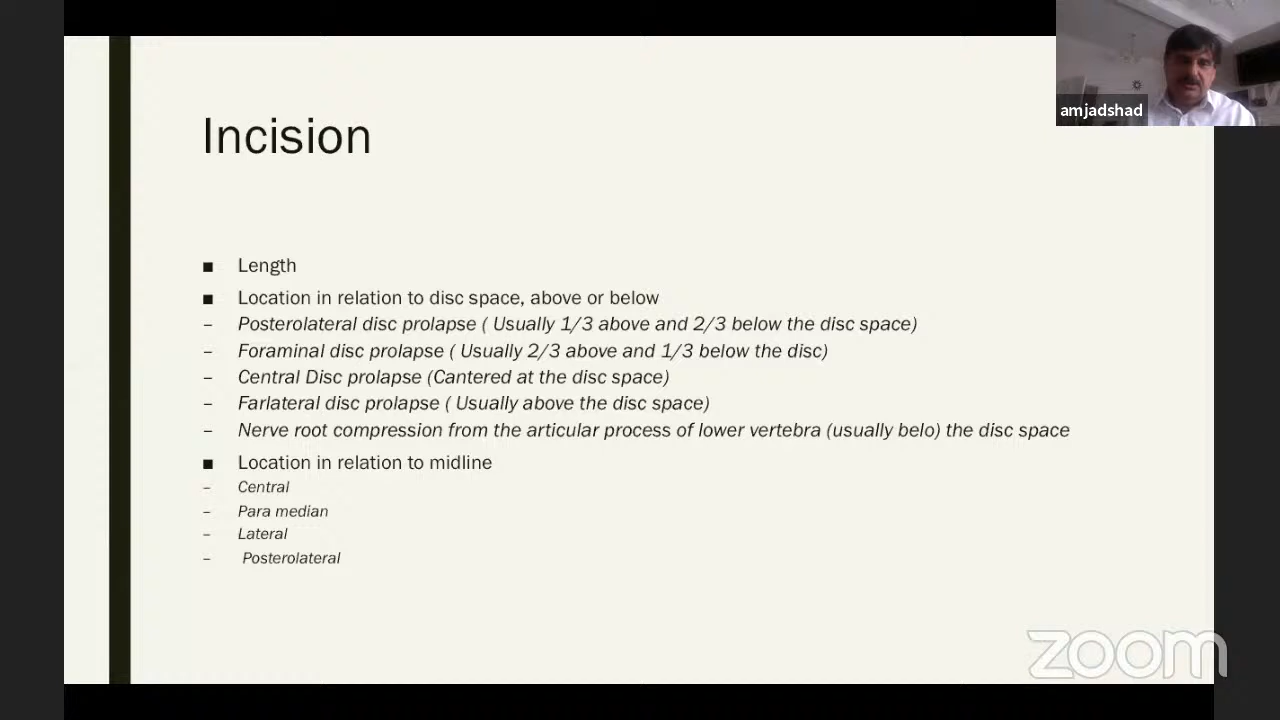 amjadshad
Incision
■ Length
■ Location in relation to disc space, above or below
– Posterolateral disc prolapse ( Usually 1/3 above and 2/3 below the disc space)
– Foraminal disc prolapse ( Usually 2/3 above and 1/3 below the disc)
– Central Disc prolapse (Cantered at the disc space)
– Farlateral disc prolapse ( Usually above the disc space)
– Nerve root compression from the articular process of lower vertebra (usually belo) the disc space
■ Location in relation to midline
– Central
– Para median
– Lateral
– Posterolateral
zoom